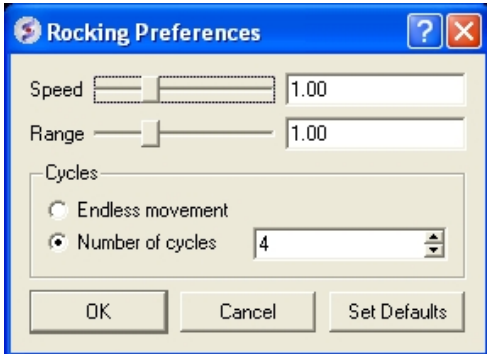 Rocking Preferences
Speed 1.00
Range 1.00
Cycles
Endless movement
Number of cycles 4
OK Cancel Set Defaults